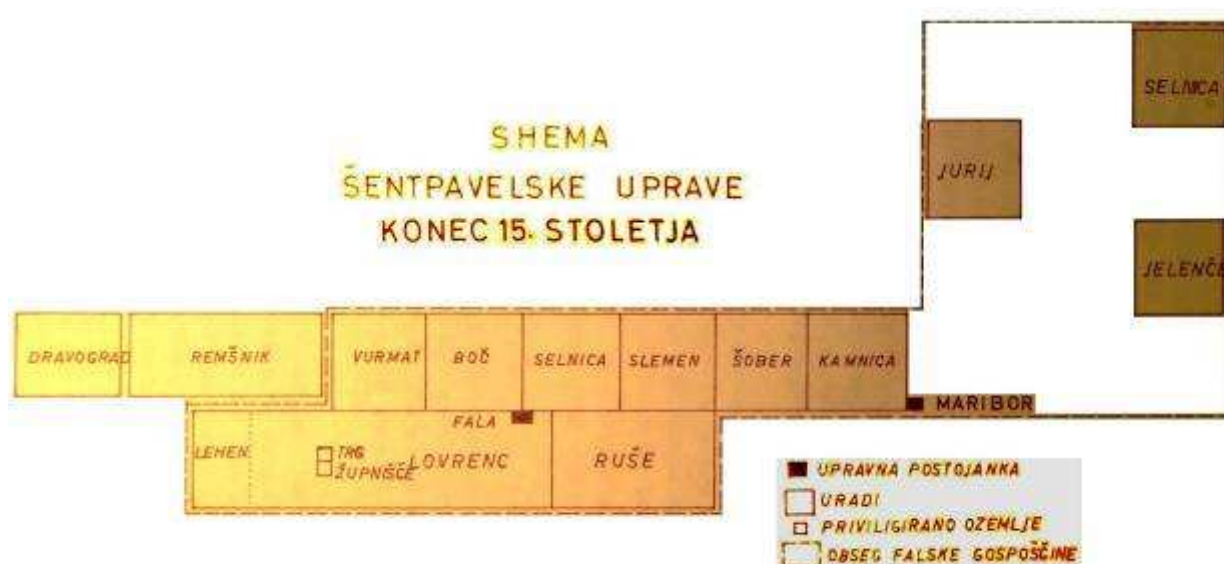 SHEMA
ŠENTPAVELSKE UPRAVE
KONEC 15. STOLETJA
SELNICA
JURIJ
JELENČE
DRAVOGRAD
REMŠNIK
VURMAT
BOČ
SELNICA
SLEMEN
ŠOBER
KAMNICA
MARIBOR
FALA
LEHEN
TRG
ŽUPNIŠČE
LOVRENC
RUŠE
UPRAVNA POSTOJANKA
URADI
PRIVILIGIRANO OZEMLJE
OBSEG FALSKE GOSPOŠČINE